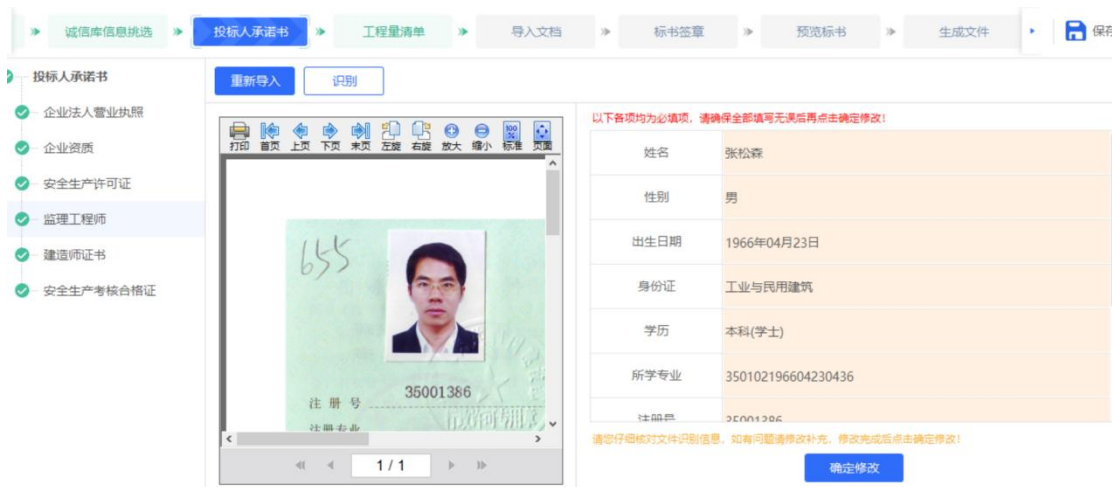 诚信库信息挑选
投标人承诺书
工程量清单
导入文档
标书签章
预览标书
生成文件
保存
投标人承诺书
企业法人营业执照
企业资质
安全生产许可证
监理工程师
建造师证书
安全生产考核合格证
重新导入 识别
打印 首页 上页 下页 末页 左旋 右旋 放大 缩小 标准 页面
100%
655
注册号 35001386
注册专业
1 / 1
以下各项均为必填项，请确保全部填写无误后再点击确定修改！
姓名 张松森
性别 男
出生日期 1966年04月23日
身份证 工业与民用建筑
学历 本科(学士)
所学专业 350102196604230436
注册号 35001386
请您仔细核对文件识别信息，如有问题请修改补充，修改完成后点击确定修改！
确定修改